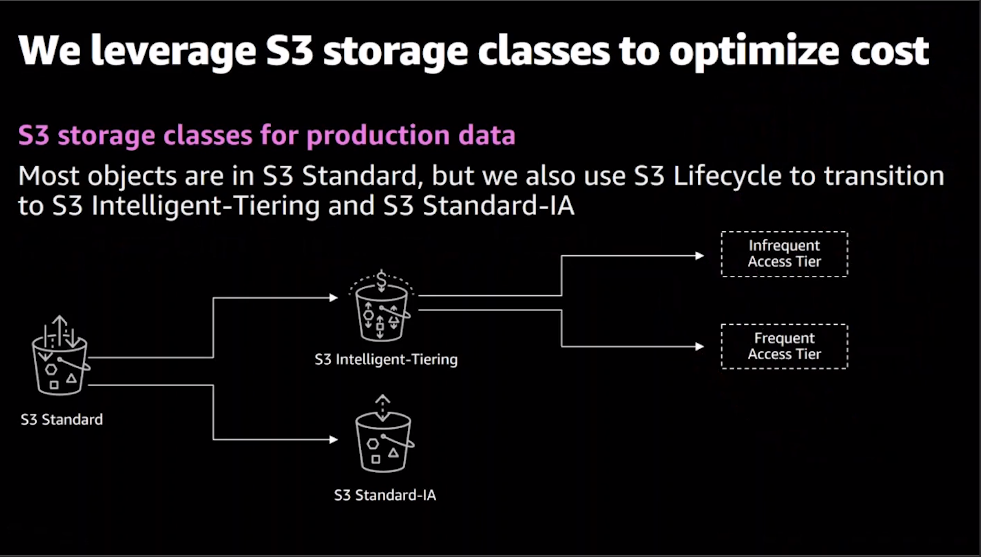 We leverage S3 storage classes to optimize cost
S3 storage classes for production data
Most objects are in S3 Standard, but we also use S3 Lifecycle to transition
to S3 Intelligent-Tiering and S3 Standard-IA
Infrequent
Access Tier
$
S3 Intelligent-Tiering
Frequent
Access Tier
S3 Standard
S3 Standard-IA